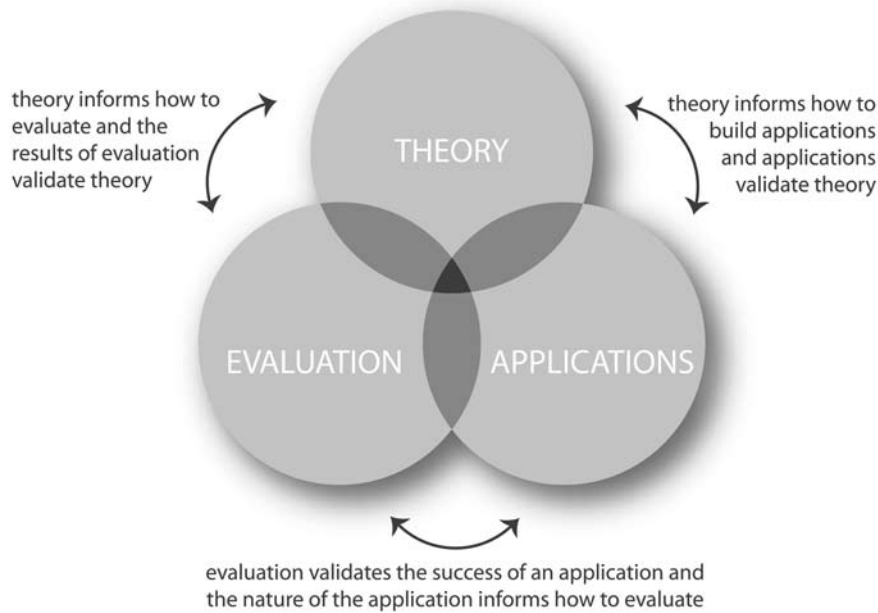 theory informs how to
evaluate and the
results of evaluation
validate theory
theory informs how to
build applications
and applications
validate theory
THEORY
EVALUATION
APPLICATIONS
evaluation validates the success of an application and
the nature of the application informs how to evaluate